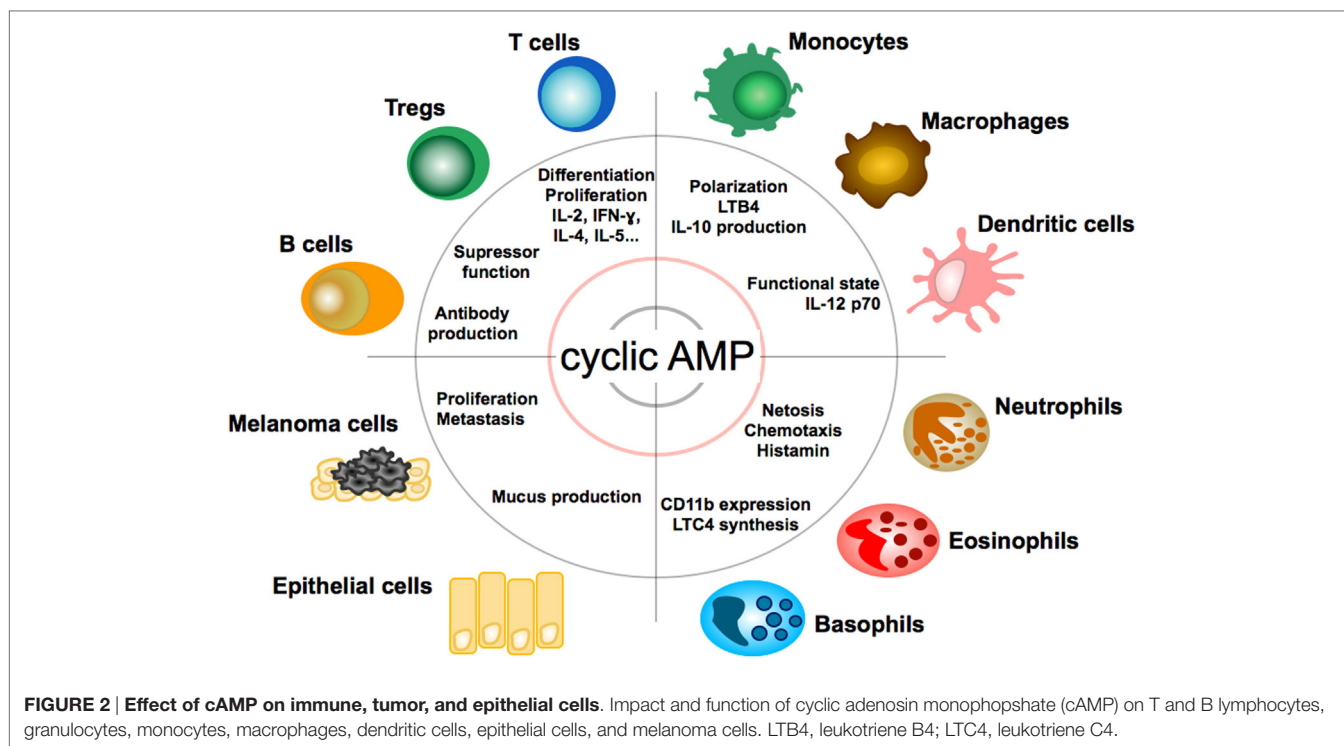 T cells
Monocytes
Tregs
Macrophages
Differentiation
Proliferation
IL-2, IFN-ɣ,
IL-4, IL-5...
Polarization
LTB4
IL-10 production
B cells
Dendritic cells
Supressor
function
Functional state
IL-12 p70
Antibody
production
cyclic AMP
Melanoma cells
Proliferation
Metastasis
Netosis
Chemotaxis
Histamin
Neutrophils
Mucus production
CD11b expression
LTC4 synthesis
Eosinophils
Epithelial cells
Basophils
FIGURE 2 | Effect of cAMP on immune, tumor, and epithelial cells. Impact and function of cyclic adenosin monophopshate (cAMP) on T and B lymphocytes,
granulocytes, monocytes, macrophages, dendritic cells, epithelial cells, and melanoma cells. LTB4, leukotriene B4; LTC4, leukotriene C4.